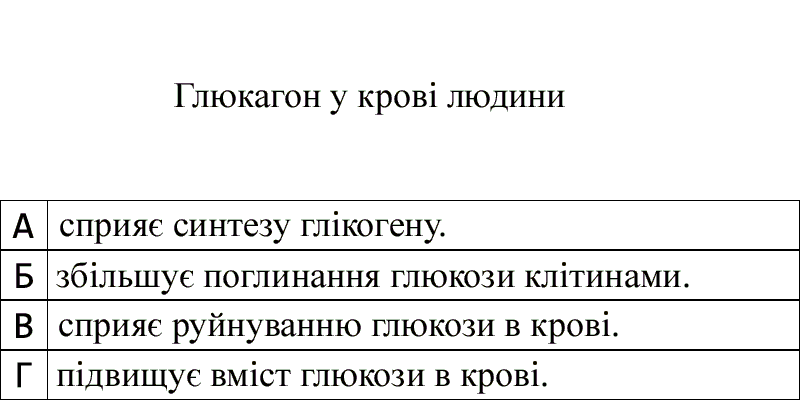 Глюкагон у крові людини
А сприяє синтезу глікогену.
Б збільшує поглинання глюкози клітинами.
В сприяє руйнуванню глюкози в крові.
Г підвищує вміст глюкози в крові.